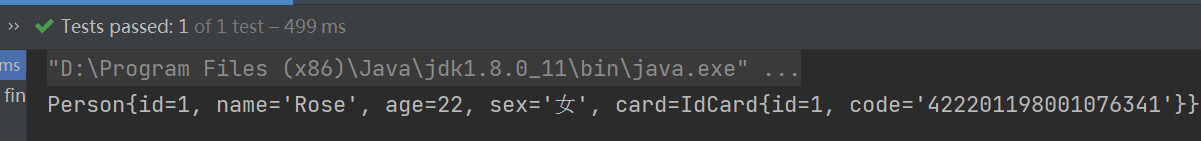 ›› Tests passed: 1 of 1 test – 499 ms
ms "D:\Program Files (x86)\Java\jdk1.8.0_11\bin\java.exe" ...
fin Person{id=1, name='Rose', age=22, sex='女', card=IdCard{id=1, code='422201198001076341'}}